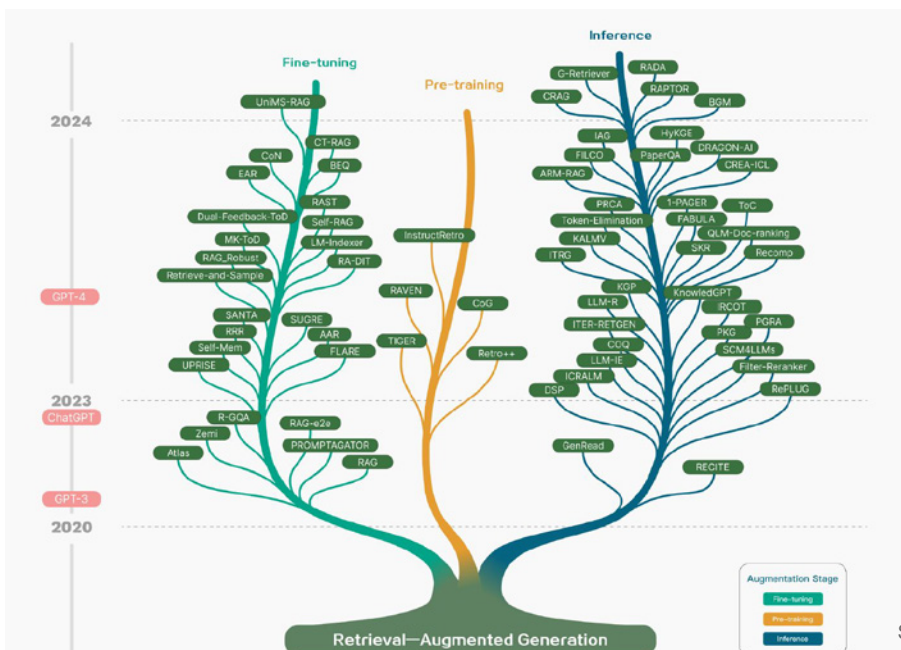 Inference
Fine-tuning
Pre-training
G-Retriever
RADA
CRAG
RAPTOR
BGM
UniMS-RAG
2024
CT-RAG
CoN
BEQ
EAR
IAG
HyKGE
FILCO
PaperQA
DRAGON-AI
ARM-RAG
CREA-ICL
RAST
Dual-Feedback-ToD
Self-RAG
MK-ToD
LM-Indexer
RAG_Robust
RA-DIT
Retrieve-and-Sample
InstructRetro
PRCA
1-PAGER
ToC
Token-Elimination
FABULA
KALMV
QLM-Doc-ranking
ITRG
SKR
Recomp
GPT-4
RAVEN
CoG
KGP
KnowledGPT
LLM-R
IRCOT
SANTA
SUGRE
ITER-RETGEN
PGRA
RRR
AAR
PKG
Self-Mem
FLARE
TIGER
Retro++
COQ
SCM4LLMs
UPRISE
LLM-IE
Filter-Reranker
ICRALM
DSP
RePLUG
2023
ChatGPT
R-GQA
RAG-e2e
Zemi
PROMPTAGATOR
Atlas
RAG
GenRead
RECITE
GPT-3
2020
Augmentation Stage
Fine-tuning
Pre-training
Inference
Retrieval—Augmented Generation
S